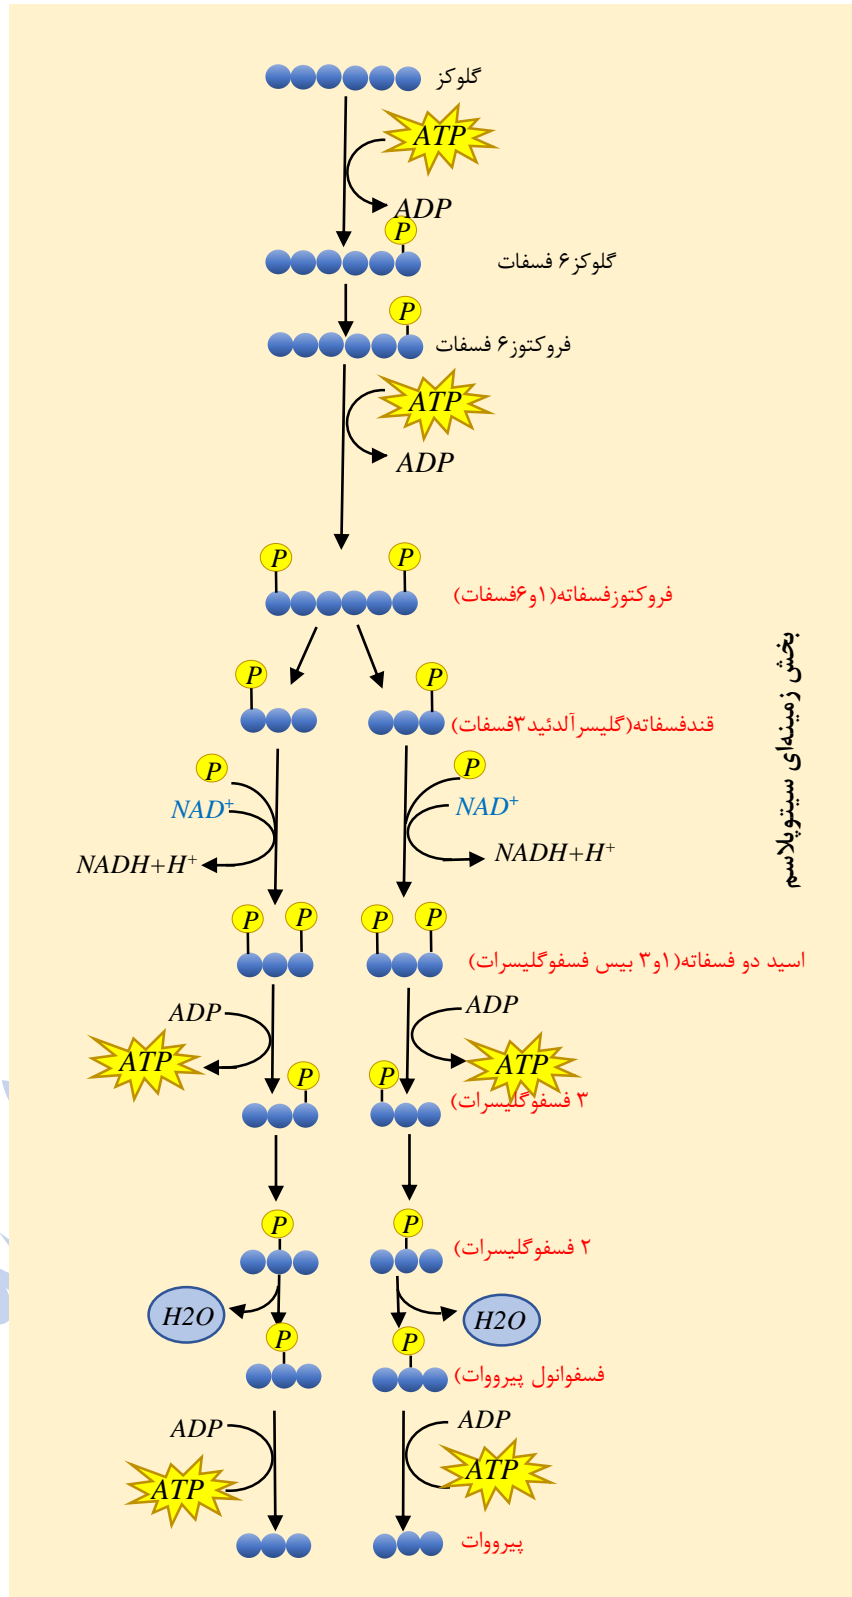 گلوکز
ATP
ADP
P
گلوکز۶ فسفات
P
فروکتوز۶ فسفات
ATP
ADP
P P
فروکتوزفسفاته(۱و۶فسفات)
P P
قندفسفاته(گلیسرآلدئید۳فسفات)
P P
NAD+ NAD+
NADH+H+ NADH+H+
P P P P
اسید دو فسفاته(۱و۳ بیس فسفوگلیسرات)
ADP ADP
ATP ATP
P P
۳ فسفوگلیسرات)
P P
۲ فسفوگلیسرات)
H2O H2O
P P
فسفوانول پیرووات)
ADP ADP
ATP ATP
پیرووات
بخش زمینه‌ای سیتوپلاسم